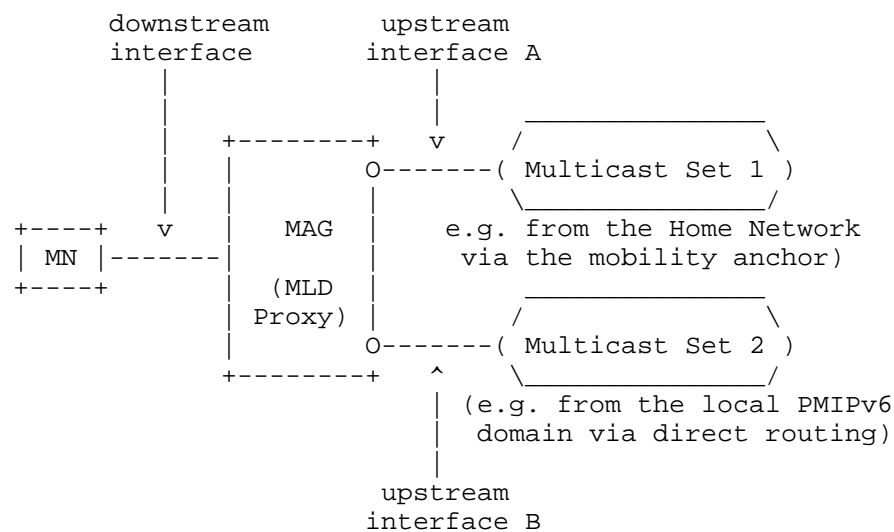 downstream upstream
interface interface A
Multicast Set 1 )
MAG e.g. from the Home Network
MN via the mobility anchor)
(MLD
Proxy)
Multicast Set 2 )
(e.g. from the local PMIPv6
domain via direct routing)
upstream
interface B